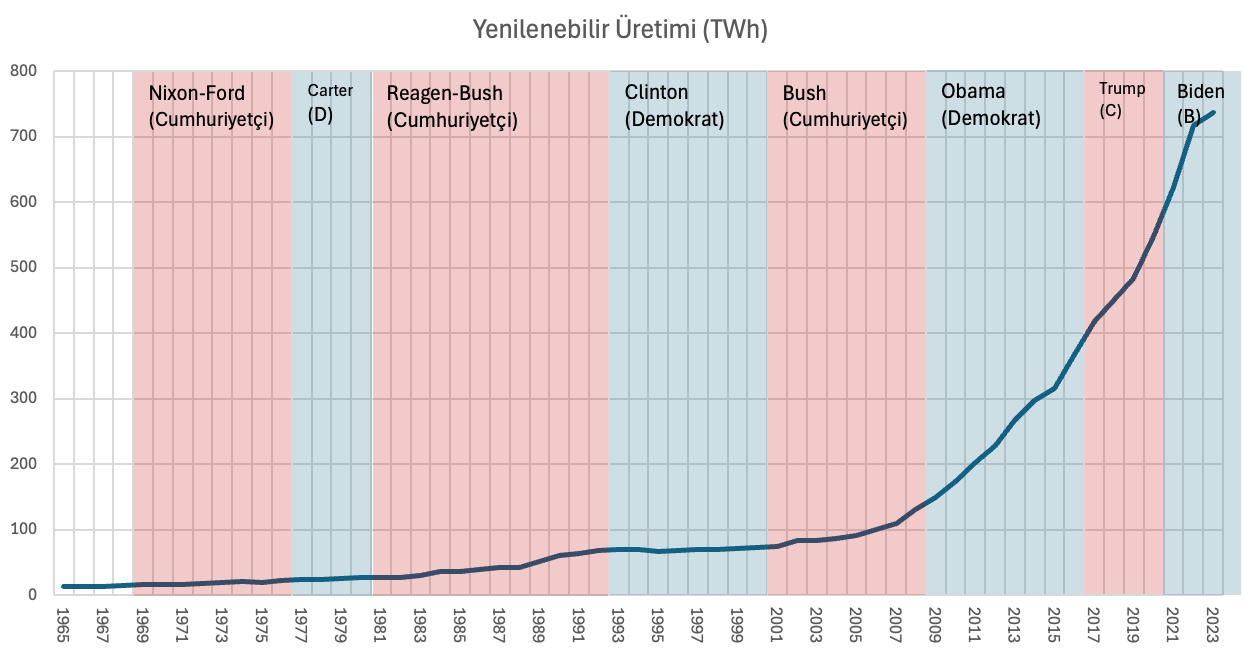 Yenilenebilir Üretimi (TWh)
800
700
600
500
400
300
200
100
0
Nixon-Ford
(Cumhuriyetçi)
Carter
(D)
Reagen-Bush
(Cumhuriyetçi)
Clinton
(Demokrat)
Bush
(Cumhuriyetçi)
Obama
(Demokrat)
Trump
(C)
Biden
(B)
1965
1967
1969
1971
1973
1975
1977
1979
1981
1983
1985
1987
1989
1991
1993
1995
1997
1999
2001
2003
2005
2007
2009
2011
2013
2015
2017
2019
2021
2023